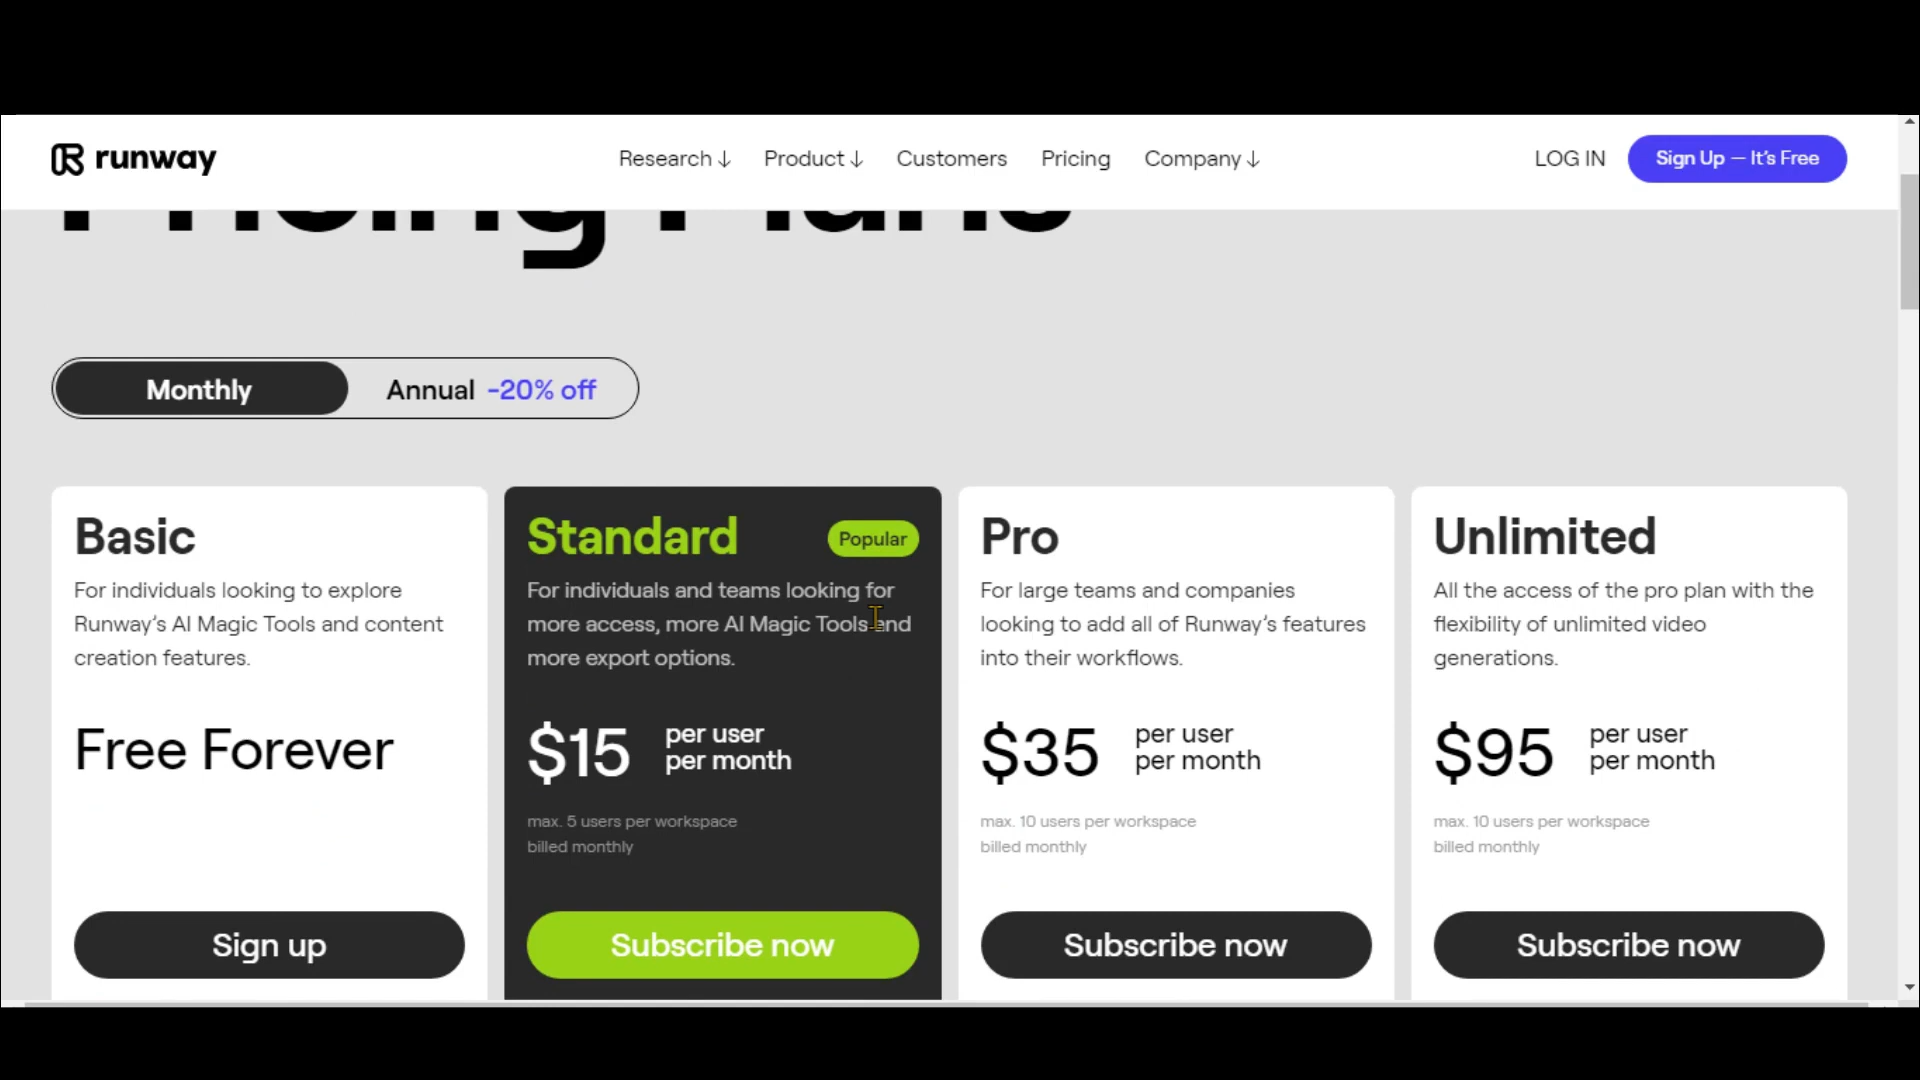 runway
Research ↓ Product ↓ Customers Pricing Company ↓
LOG IN
Sign Up — It's Free
Pricing Plans
Monthly
Annual -20% off
Basic
For individuals looking to explore
Runway's AI Magic Tools and content
creation features.
Free Forever
Sign up
Standard
Popular
For individuals and teams looking for
more access, more AI Magic Tools and
more export options.
$15 per user
per month
max. 5 users per workspace
billed monthly
Subscribe now
Pro
For large teams and companies
looking to add all of Runway's features
into their workflows.
$35 per user
per month
max. 10 users per workspace
billed monthly
Subscribe now
Unlimited
All the access of the pro plan with the
flexibility of unlimited video
generations.
$95 per user
per month
max. 10 users per workspace
billed monthly
Subscribe now